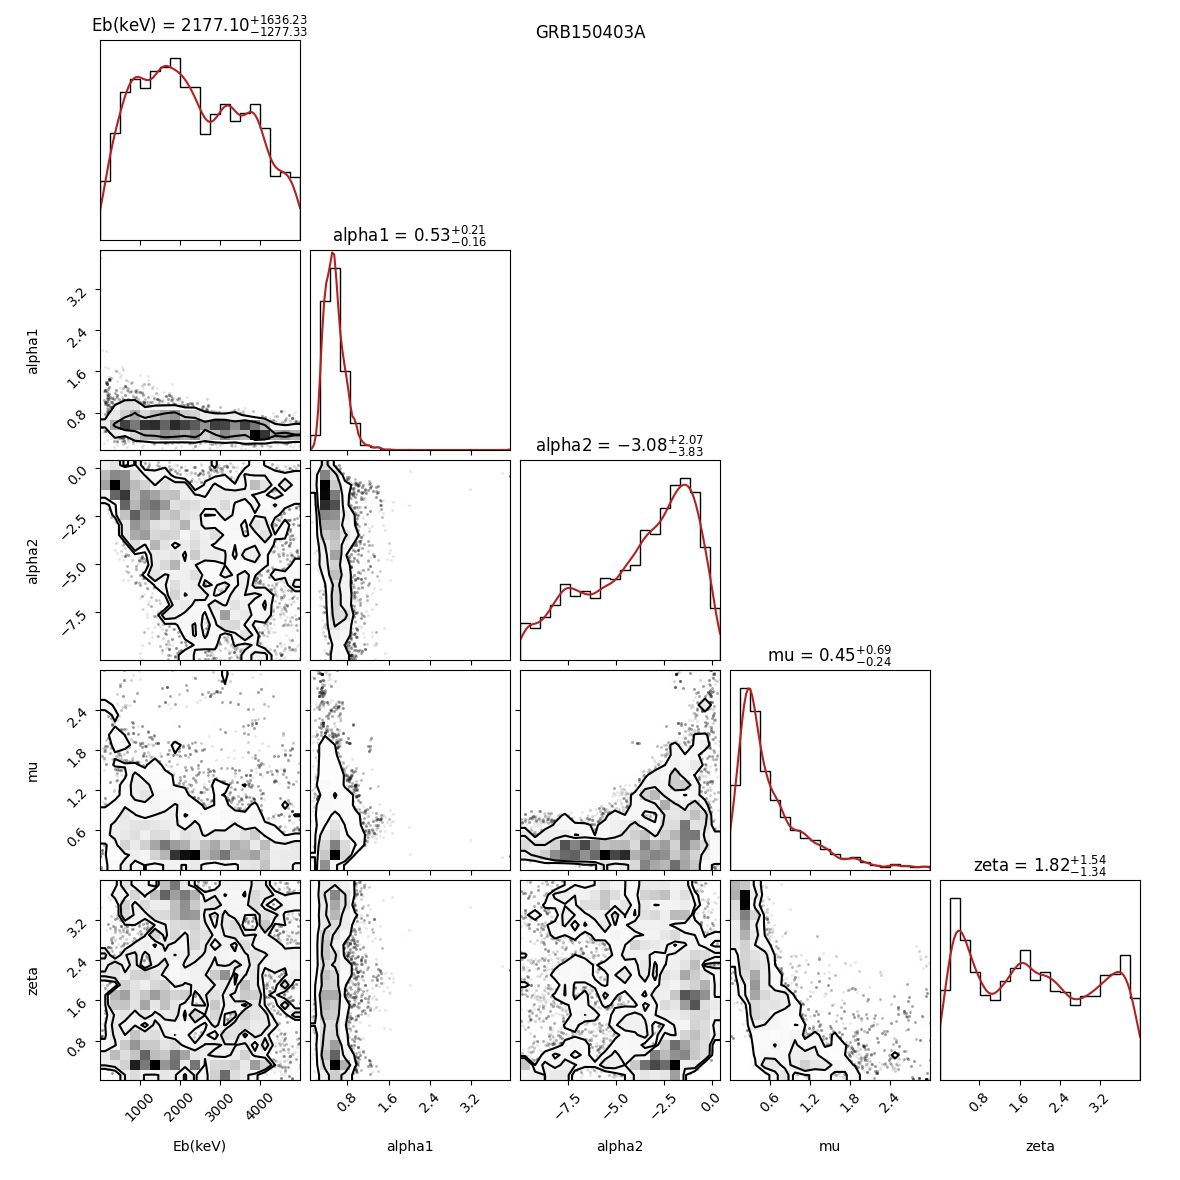 GRB150403A
Eb(keV) = 2177.10+1636.23 −1277.33
alpha1 = 0.53+0.21 −0.16
3.2
2.4
1.6
0.8
alpha1
alpha2 = −3.08+2.07 −3.83
0.0
−2.5
−5.0
−7.5
alpha2
mu = 0.45+0.69 −0.24
2.4
1.8
1.2
0.6
mu
zeta = 1.82+1.54 −1.34
3.2
2.4
1.6
0.8
zeta
1000 2000 3000 4000 0.8 1.6 2.4 3.2 −7.5 −5.0 −2.5 0.0 0.6 1.2 1.8 2.4 0.8 1.6 2.4 3.2
Eb(keV) alpha1 alpha2 mu zeta